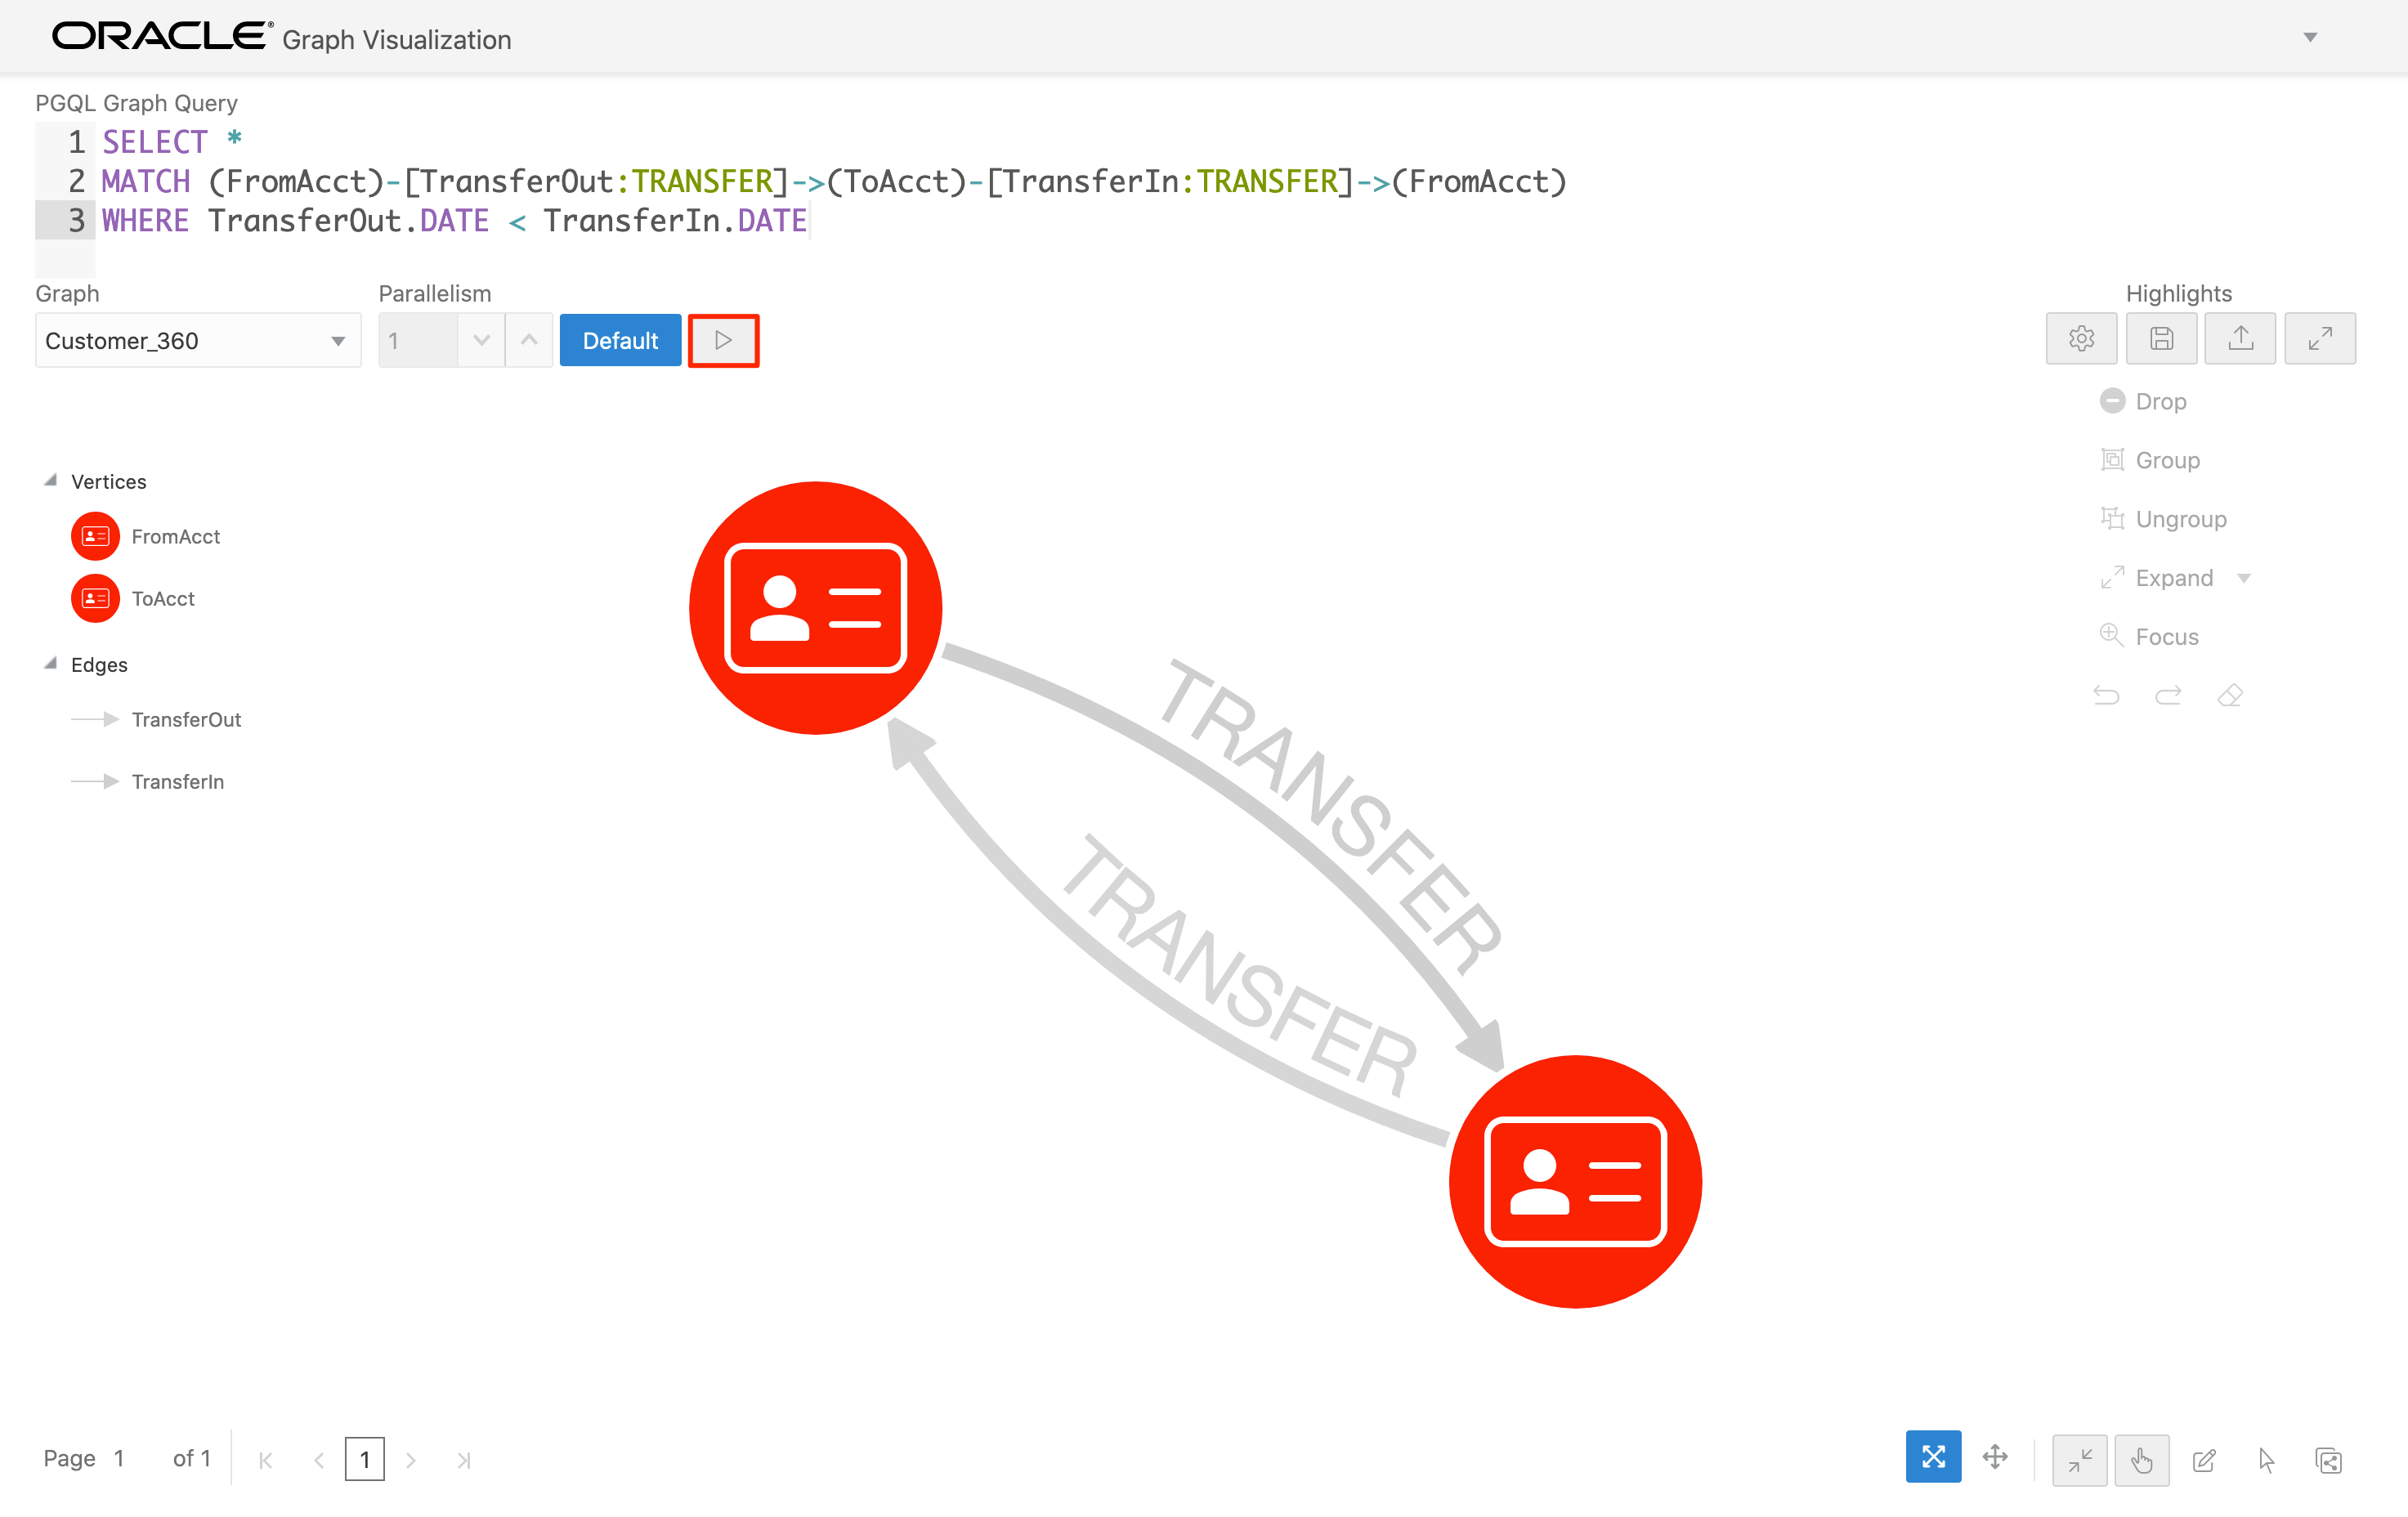 ORACLE® Graph Visualization
PGQL Graph Query
1 SELECT *
2 MATCH (FromAcct)-[TransferOut:TRANSFER]->(ToAcct)-[TransferIn:TRANSFER]->(FromAcct)
3 WHERE TransferOut.DATE < TransferIn.DATE
Graph
Parallelism
Highlights
Customer_360
1
Default
Drop
Group
Ungroup
Expand
Focus
Vertices
FromAcct
ToAcct
Edges
TransferOut
TransferIn
TRANSFER
TRANSFER
Page 1 of 1
1